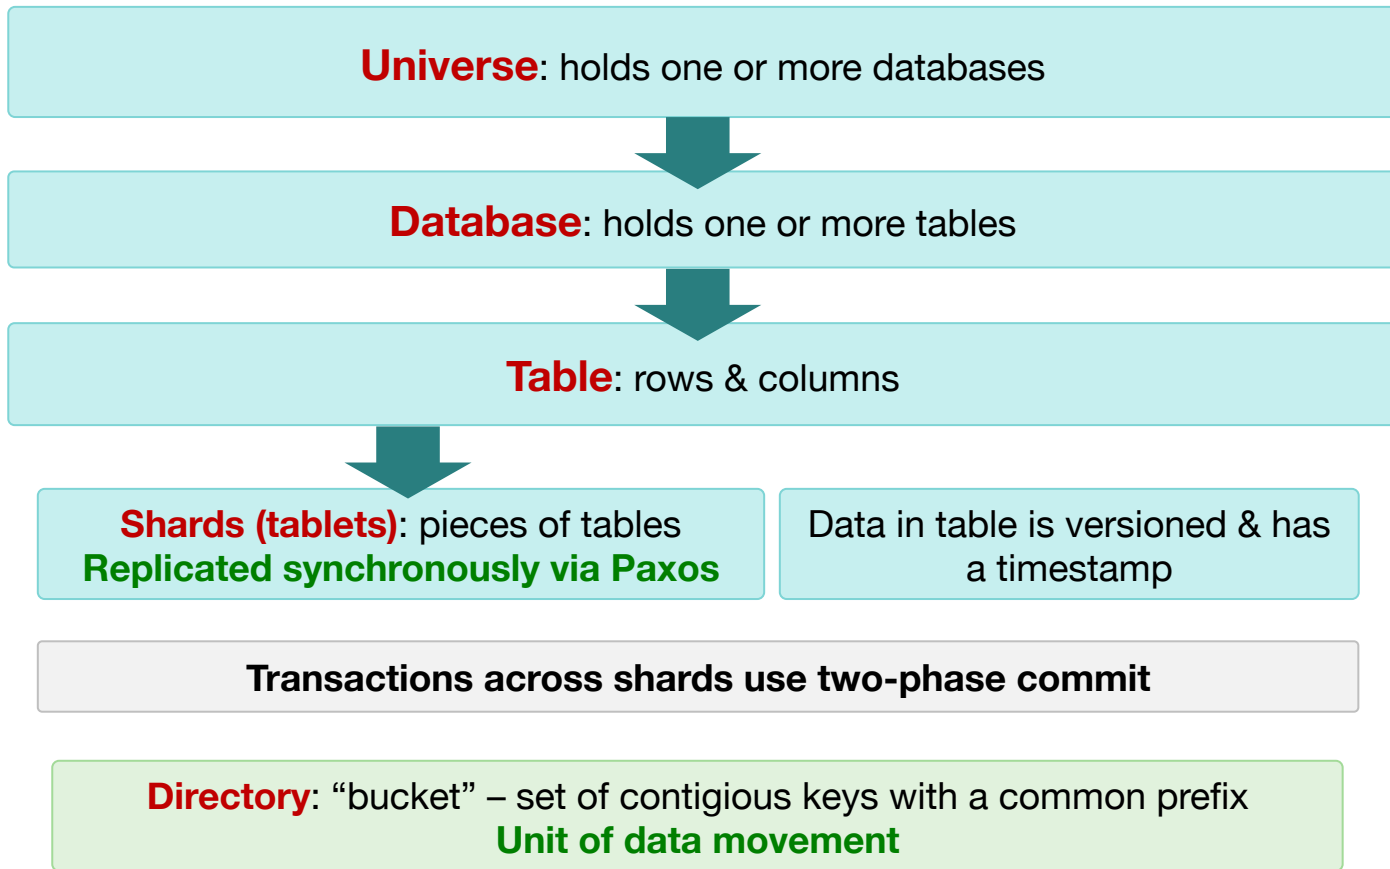 Universe: holds one or more databases
Database: holds one or more tables
Table: rows & columns
Shards (tablets): pieces of tables
Replicated synchronously via Paxos
Data in table is versioned & has
a timestamp
Transactions across shards use two-phase commit
Directory: “bucket” – set of contigious keys with a common prefix
Unit of data movement